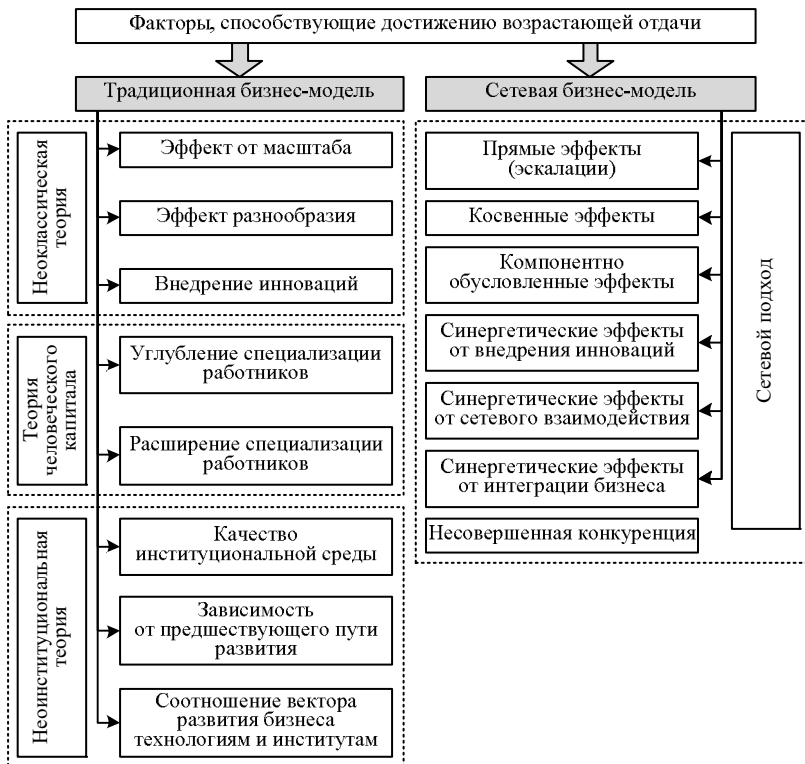 Факторы, способствующие достижению возрастающей отдачи
Традиционная бизнес-модель
Неоклассическая
теория
Эффект от масштаба
Эффект разнообразия
Внедрение инноваций
Теория
человеческого
капитала
Углубление специализации
работников
Расширение специализации
работников
Неоинституциональная
теория
Качество
институциональной среды
Зависимость
от предшествующего пути
развития
Соотношение вектора
развития бизнеса
технологиям и институтам
Сетевая бизнес-модель
Прямые эффекты
(эскалации)
Косвенные эффекты
Компонентно
обусловленные эффекты
Синергетические эффекты
от внедрения инноваций
Синергетические эффекты
от сетевого взаимодействия
Синергетические эффекты
от интеграции бизнеса
Несовершенная конкуренция
Сетевой подход